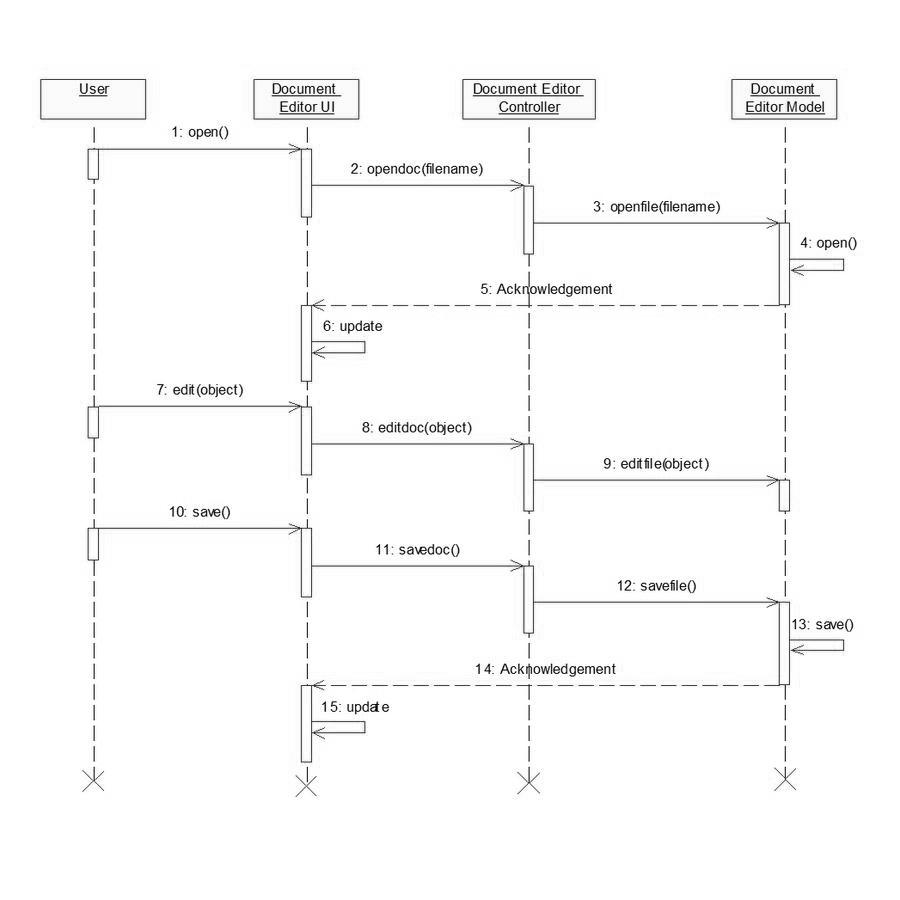 User
Document
Editor UI
Document Editor
Controller
Document
Editor Model
1: open()
2: opendoc(filename)
3: openfile(filename)
4: open()
5: Acknowledgement
6: update
7: edit(object)
8: editdoc(object)
9: editfile(object)
10: save()
11: savedoc()
12: savefile()
13: save()
14: Acknowledgement
15: update